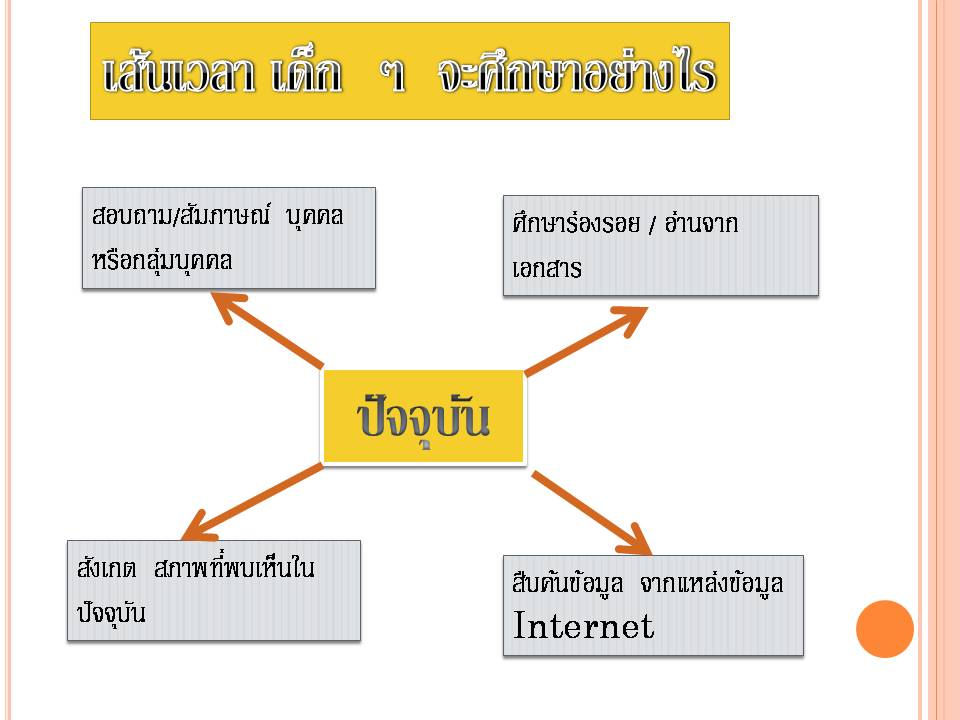 เส้นเวลา เด็ก ๆ จะศึกษาอย่างไร
สอบถาม/สัมภาษณ์ บุคคล
หรือกลุ่มบุคคล
ศึกษาร่องรอย / อ่านจาก
เอกสาร
ปัจจุบัน
สังเกต สภาพที่พบเห็นใน
ปัจจุบัน
สืบค้นข้อมูล จากแหล่งข้อมูล
Internet